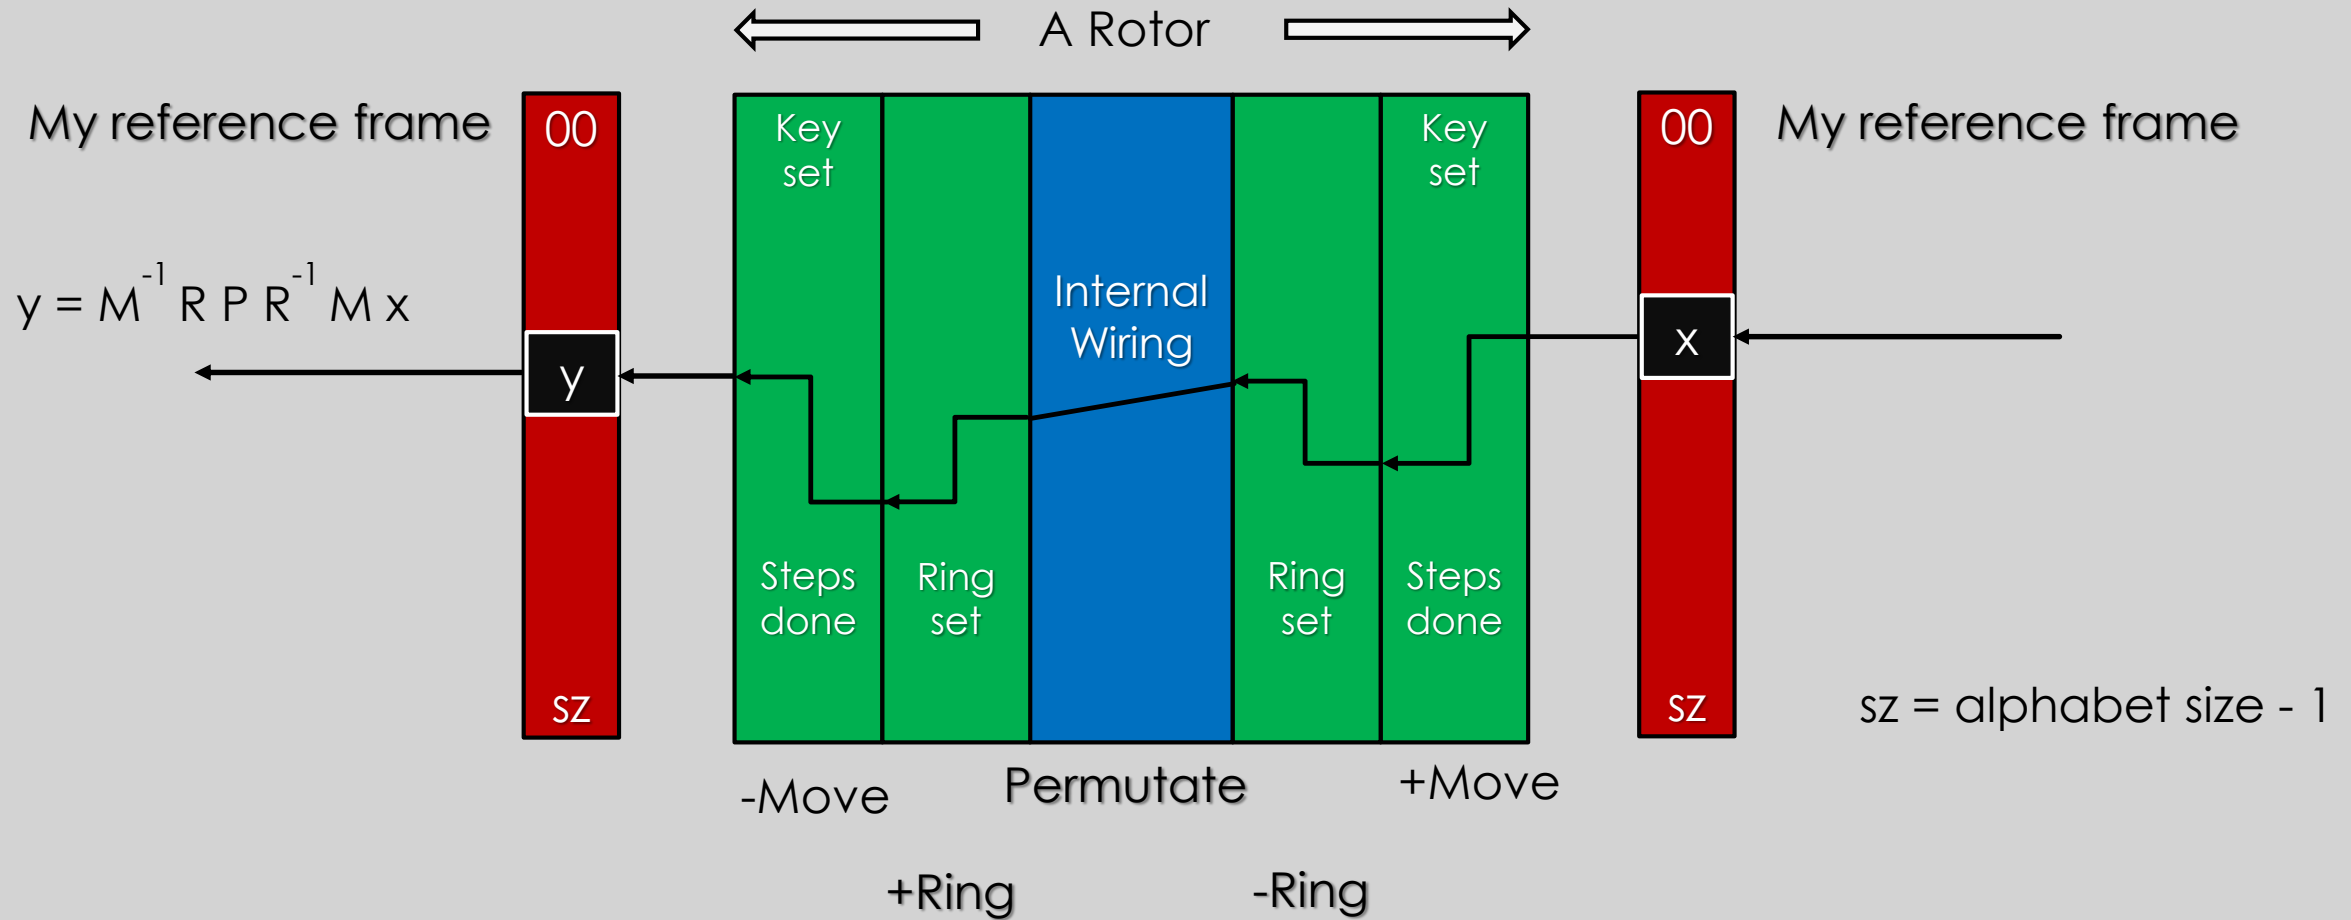 A Rotor
My reference frame
00
Key
set
Key
set
00
My reference frame
y = M⁻¹ R P R⁻¹ M x
Internal
Wiring
x
y
Steps
done
Ring
set
Ring
set
Steps
done
sz
sz
sz = alphabet size - 1
-Move
Permutate
+Move
+Ring
-Ring